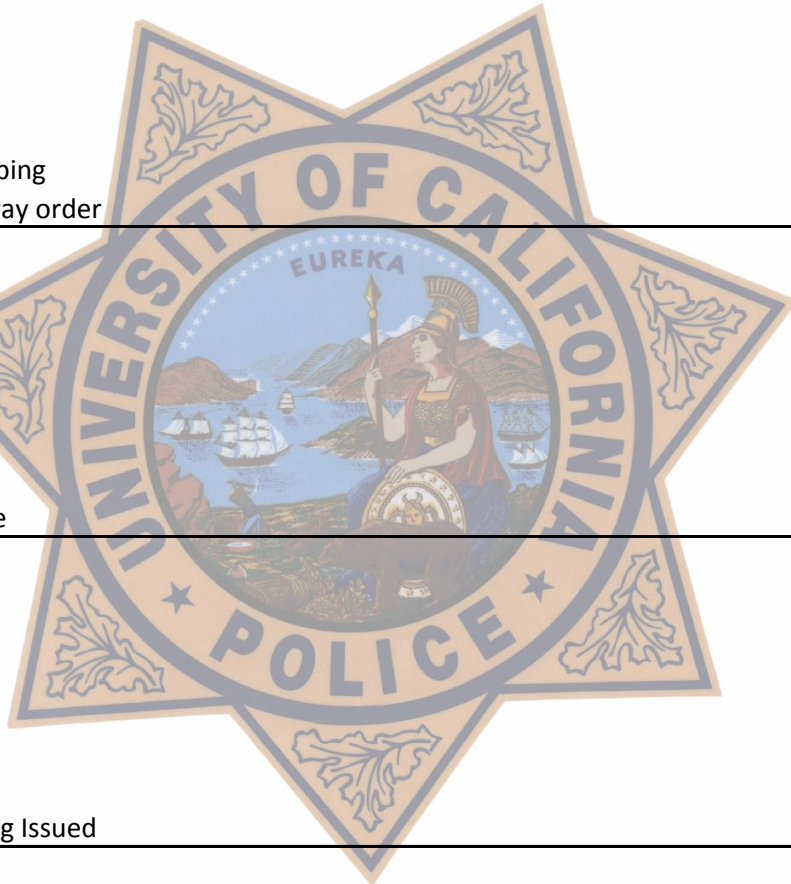 ping
ay order
UNIVERSITY OF CALIFORNIA
EUREKA
e
POLICE
g Issued